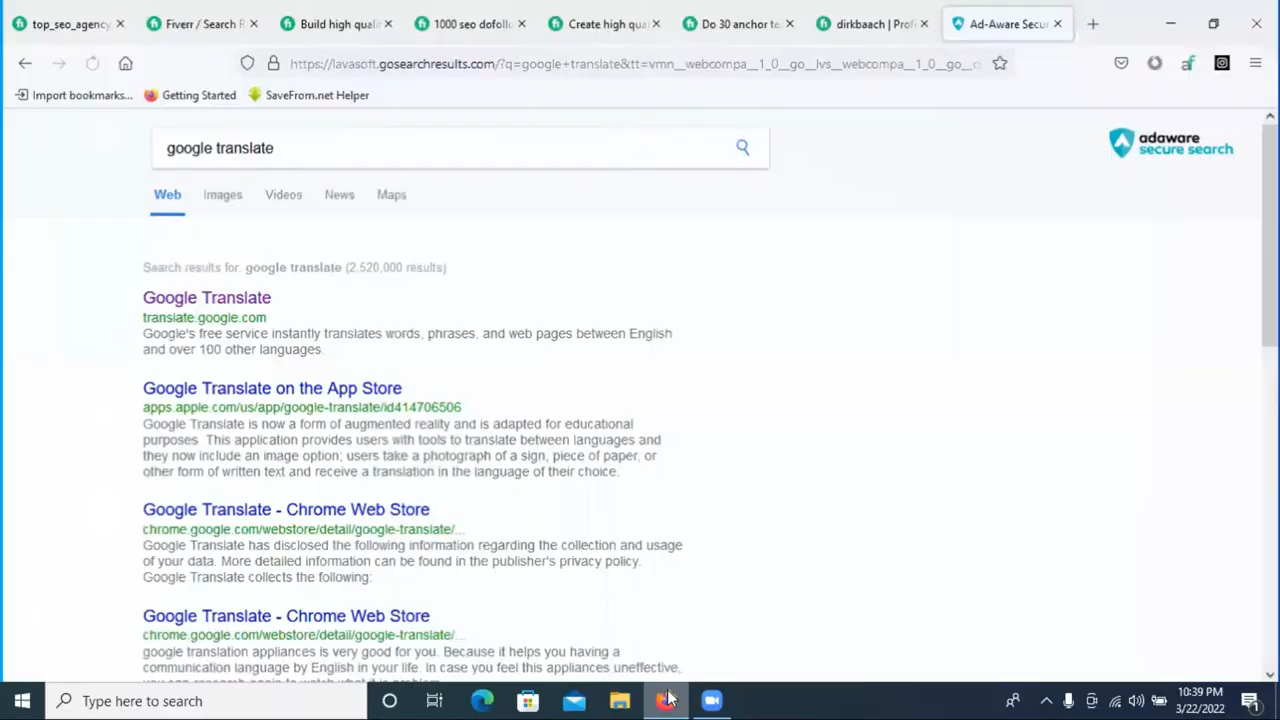 top_seo_agency
Fiverr / Search R
Build high qualit
1000 seo dofollo
Create high qual
Do 30 anchor te
dirkbaach | Profi
Ad-Aware Secur
https://lavasoft.gosearchresults.com/?q=google+translate&tt=vmn__webcompa__1_0__go__lvs__webcompa__1_0__go__c
Import bookmarks...
Getting Started
SaveFrom.net Helper
google translate
adaware
secure search
Web
Images
Videos
News
Maps
Search results for: google translate (2,520,000 results)
Google Translate
translate.google.com
Google's free service instantly translates words, phrases, and web pages between English
and over 100 other languages.
Google Translate on the App Store
apps.apple.com/us/app/google-translate/id414706506
Google Translate is now a form of augmented reality and is adapted for educational
purposes. This application provides users with tools to translate between languages and
they now include an image option; users take a photograph of a sign, piece of paper, or
other form of written text and receive a translation in the language of their choice.
Google Translate - Chrome Web Store
chrome.google.com/webstore/detail/google-translate/...
Google Translate has disclosed the following information regarding the collection and usage
of your data. More detailed information can be found in the publisher's privacy policy.
Google Translate collects the following:
Google Translate - Chrome Web Store
chrome.google.com/webstore/detail/google-translate/...
google translation appliances is very good for you. Because it helps you having a
communication language by English in your life. In case you feel this appliances uneffective,
Type here to search
10:39 PM
3/22/2022
1